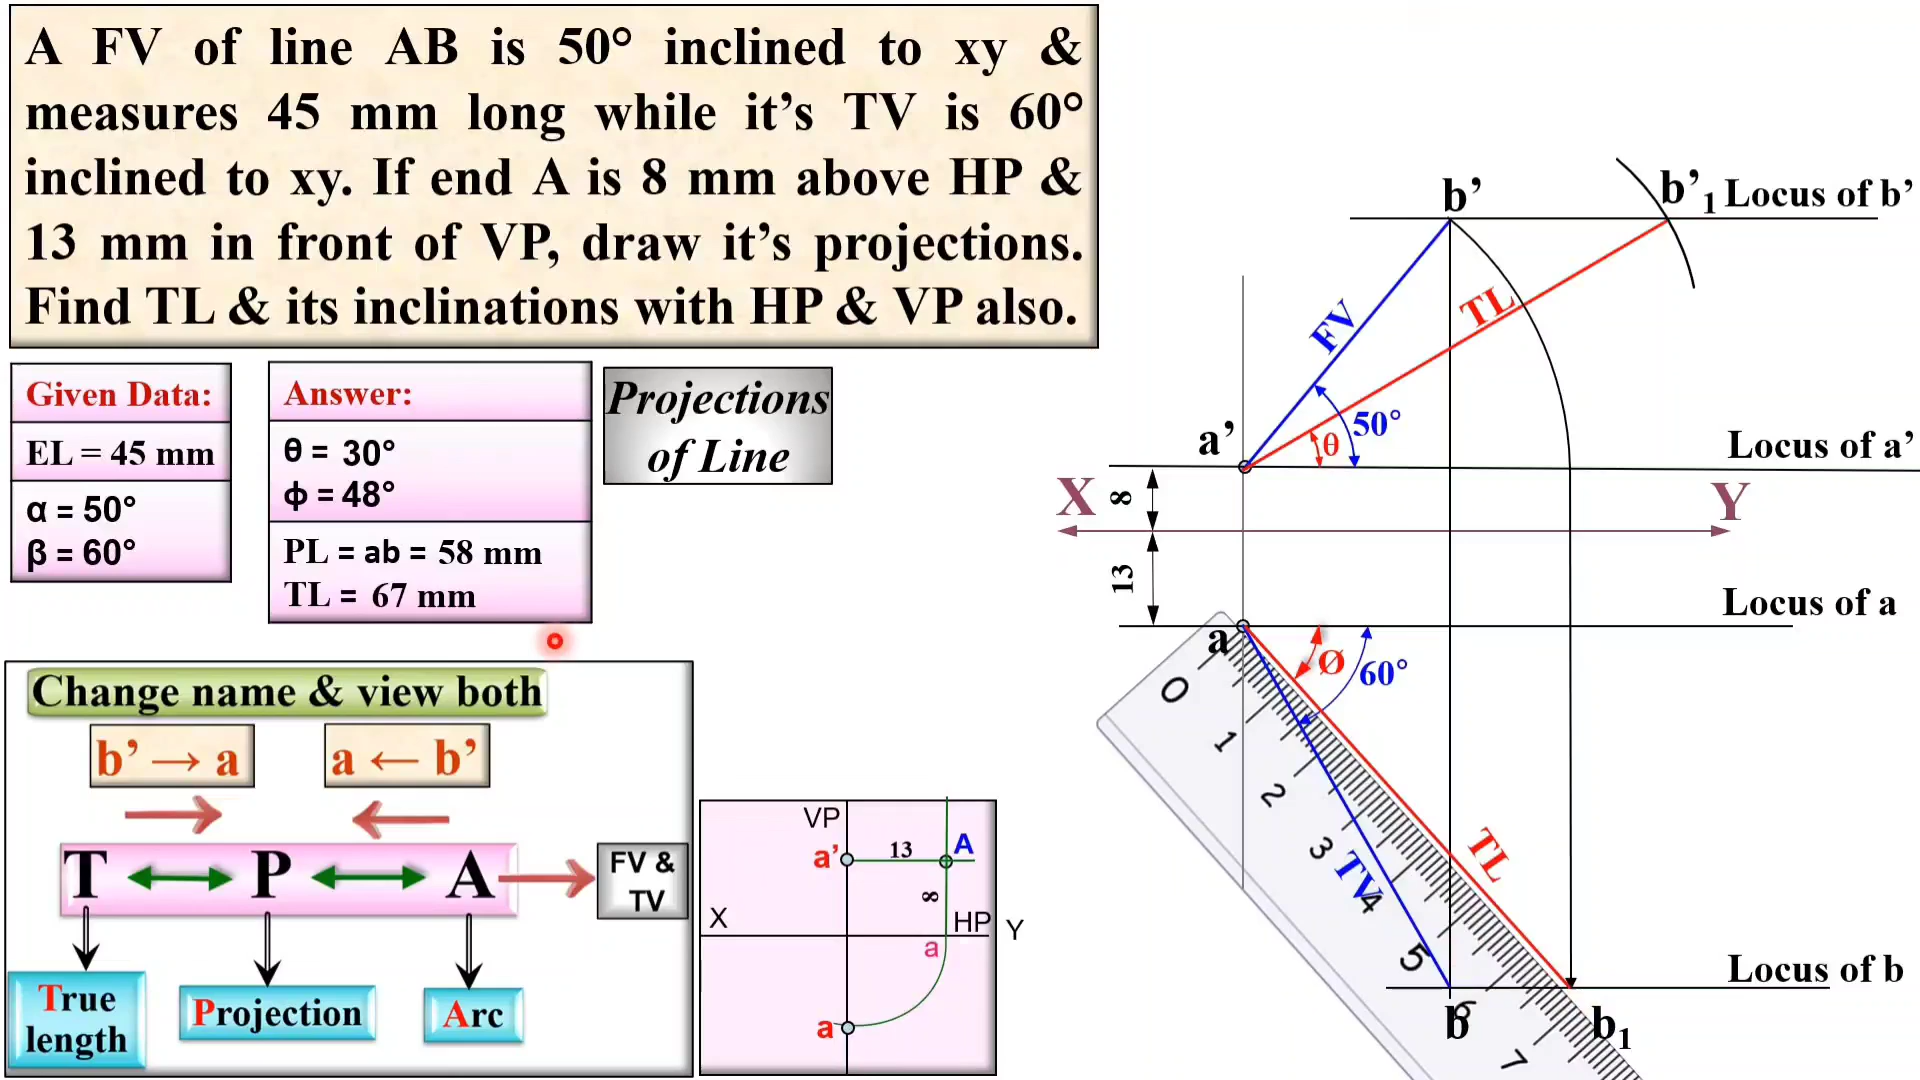 A FV of line AB is 50° inclined to xy &
measures 45 mm long while it’s TV is 60°
inclined to xy. If end A is 8 mm above HP &
13 mm in front of VP, draw it’s projections.
Find TL & its inclinations with HP & VP also.
Given Data:
EL = 45 mm
α = 50°
β = 60°
Answer:
θ = 30°
ф = 48°
PL = ab = 58 mm
TL = 67 mm
Projections
of Line
Change name & view both
b’ → a
a ← b’
T P A
FV &
TV
True
length
Projection
Arc
VP
a’ 13 A
8
X HP Y
a
a
b’ b’1 Locus of b’
FV TL
50°
θ
a’ Locus of a’
X 8 Y
13
Locus of a
a Ø 60°
0
1
2
3
4
5
6
7
TV TL
Locus of b
b b1